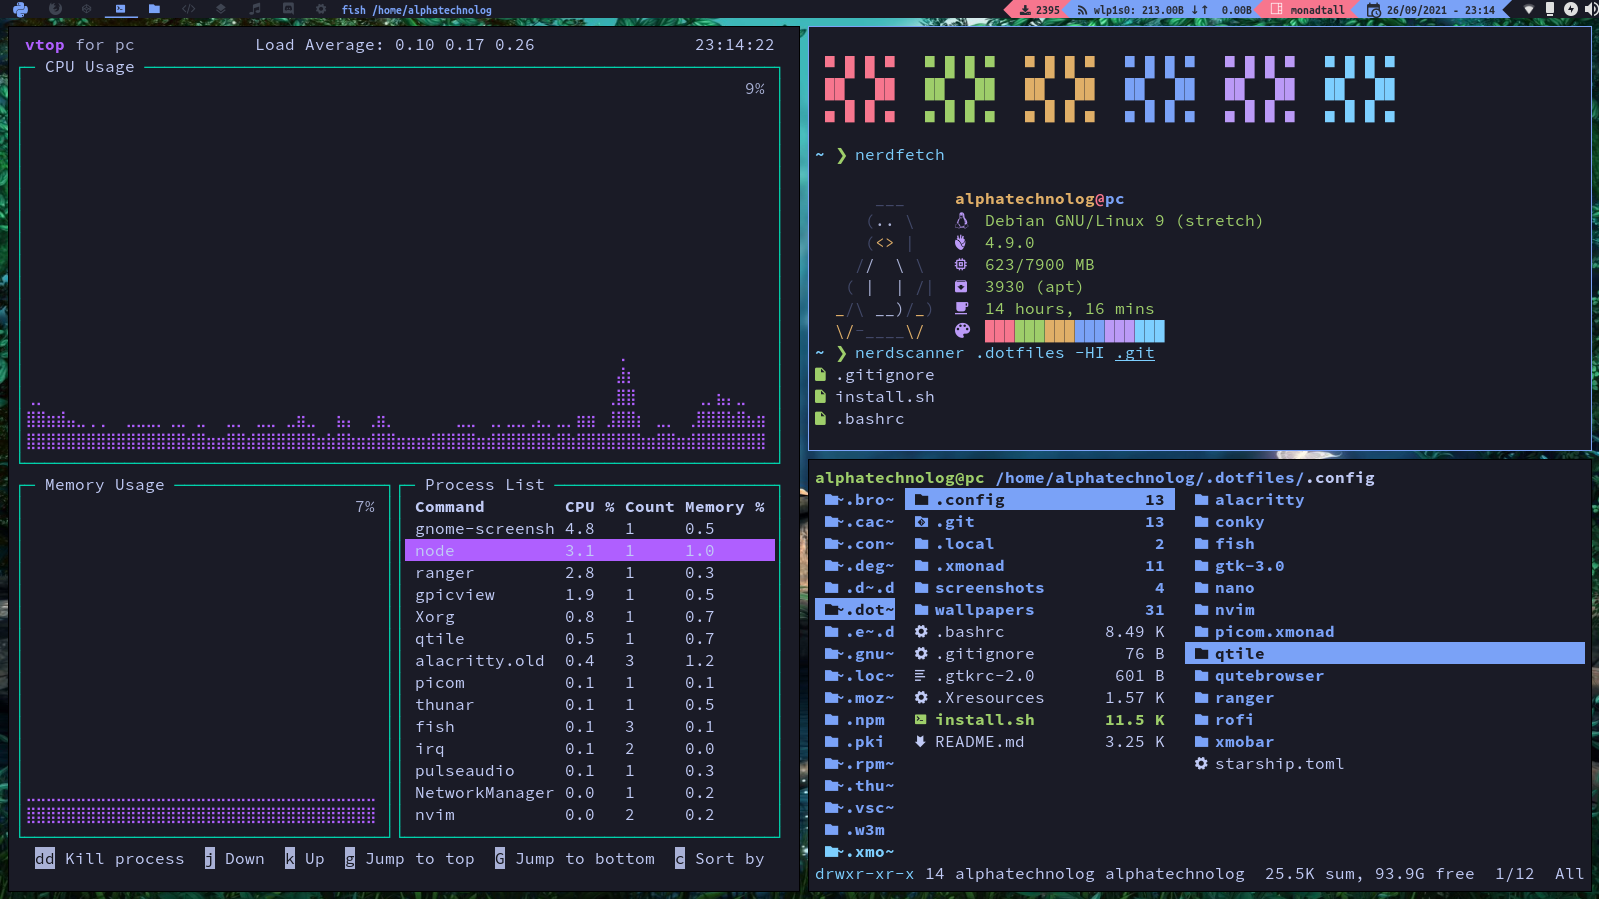 fish /home/alphatechnolog
2395
wlp1s0: 213.00B ↓↑ 0.00B
monadtall
26/09/2021 - 23:14
vtop for pc Load Average: 0.10 0.17 0.26 23:14:22
CPU Usage
9%
Memory Usage
7%
Process List
Command CPU % Count Memory %
gnome-screensh 4.8 1 0.5
node 3.1 1 1.0
ranger 2.8 1 0.3
gpicview 1.9 1 0.5
Xorg 0.8 1 0.7
qtile 0.5 1 0.7
alacritty.old 0.4 3 1.2
picom 0.1 1 0.1
thunar 0.1 1 0.5
fish 0.1 3 0.1
irq 0.1 2 0.0
pulseaudio 0.1 1 0.3
NetworkManager 0.0 1 0.2
nvim 0.0 2 0.2
dd Kill process j Down k Up g Jump to top G Jump to bottom c Sort by
~ ❯ nerdfetch
alphatechnolog@pc
Debian GNU/Linux 9 (stretch)
4.9.0
623/7900 MB
3930 (apt)
14 hours, 16 mins
~ ❯ nerdscanner .dotfiles -HI .git
.gitignore
install.sh
.bashrc
alphatechnolog@pc /home/alphatechnolog/.dotfiles/.config
~.bro~ .config 13 alacritty
~.cac~ .git 13 conky
~.con~ .local 2 fish
~.deg~ .xmonad 11 gtk-3.0
.d~.d screenshots 4 nano
~.dot~ wallpapers 31 nvim
.e~.d .bashrc 8.49 K picom.xmonad
~.gnu~ .gitignore 76 B qtile
~.loc~ .gtkrc-2.0 601 B qutebrowser
~.moz~ .Xresources 1.57 K ranger
.npm install.sh 11.5 K rofi
.pki README.md 3.25 K xmobar
~.rpm~ starship.toml
~.thu~
~.vsc~
.w3m
~.xmo~
drwxr-xr-x 14 alphatechnolog alphatechnolog 25.5K sum, 93.9G free 1/12 All